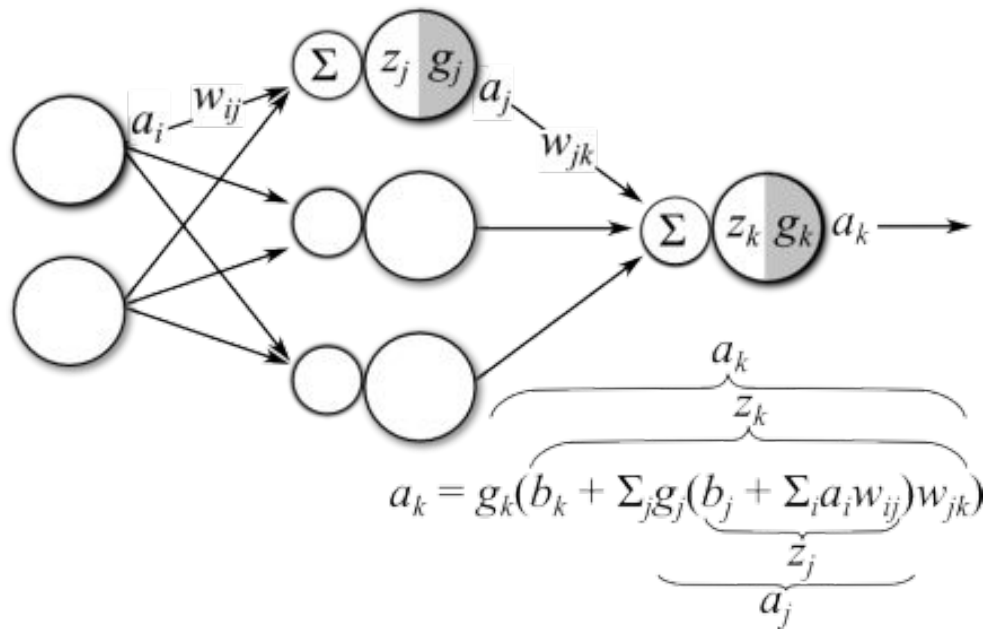 Σ z_j g_j
a_i w_ij
a_j
w_jk
Σ z_k g_k a_k
a_k
z_k
a_k = g_k(b_k + Σ_j g_j(b_j + Σ_i a_i w_ij)w_jk)
z_j
a_j